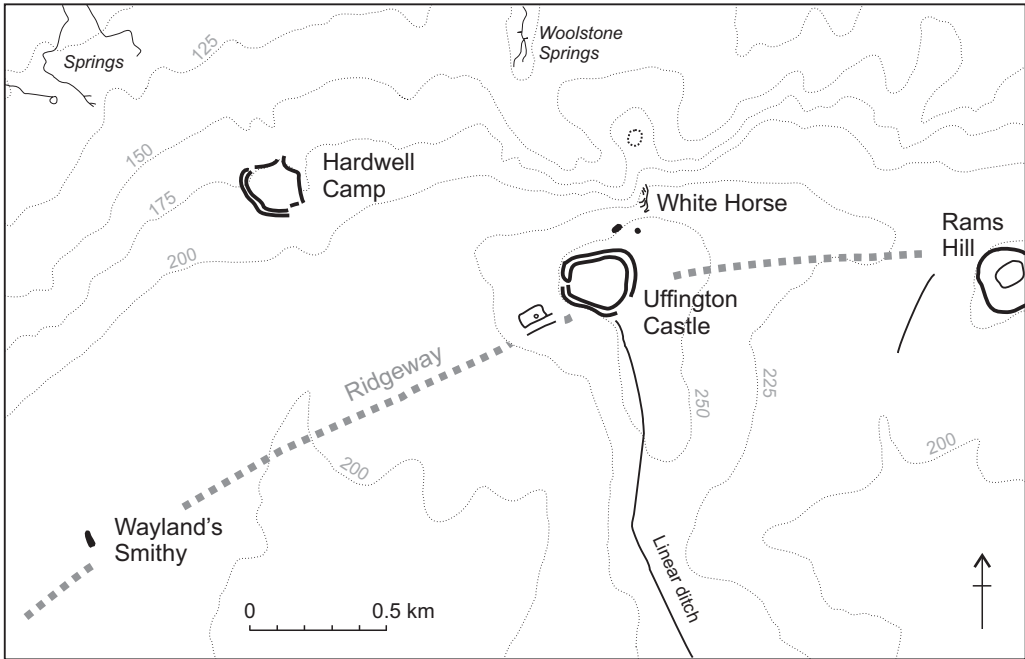 125
Springs
Woolstone
Springs
150
Hardwell
Camp
175
White Horse
200
Rams
Hill
Uffington
Castle
Ridgeway
225
250
200
200
Wayland's
Smithy
Linear ditch
0 0.5 km